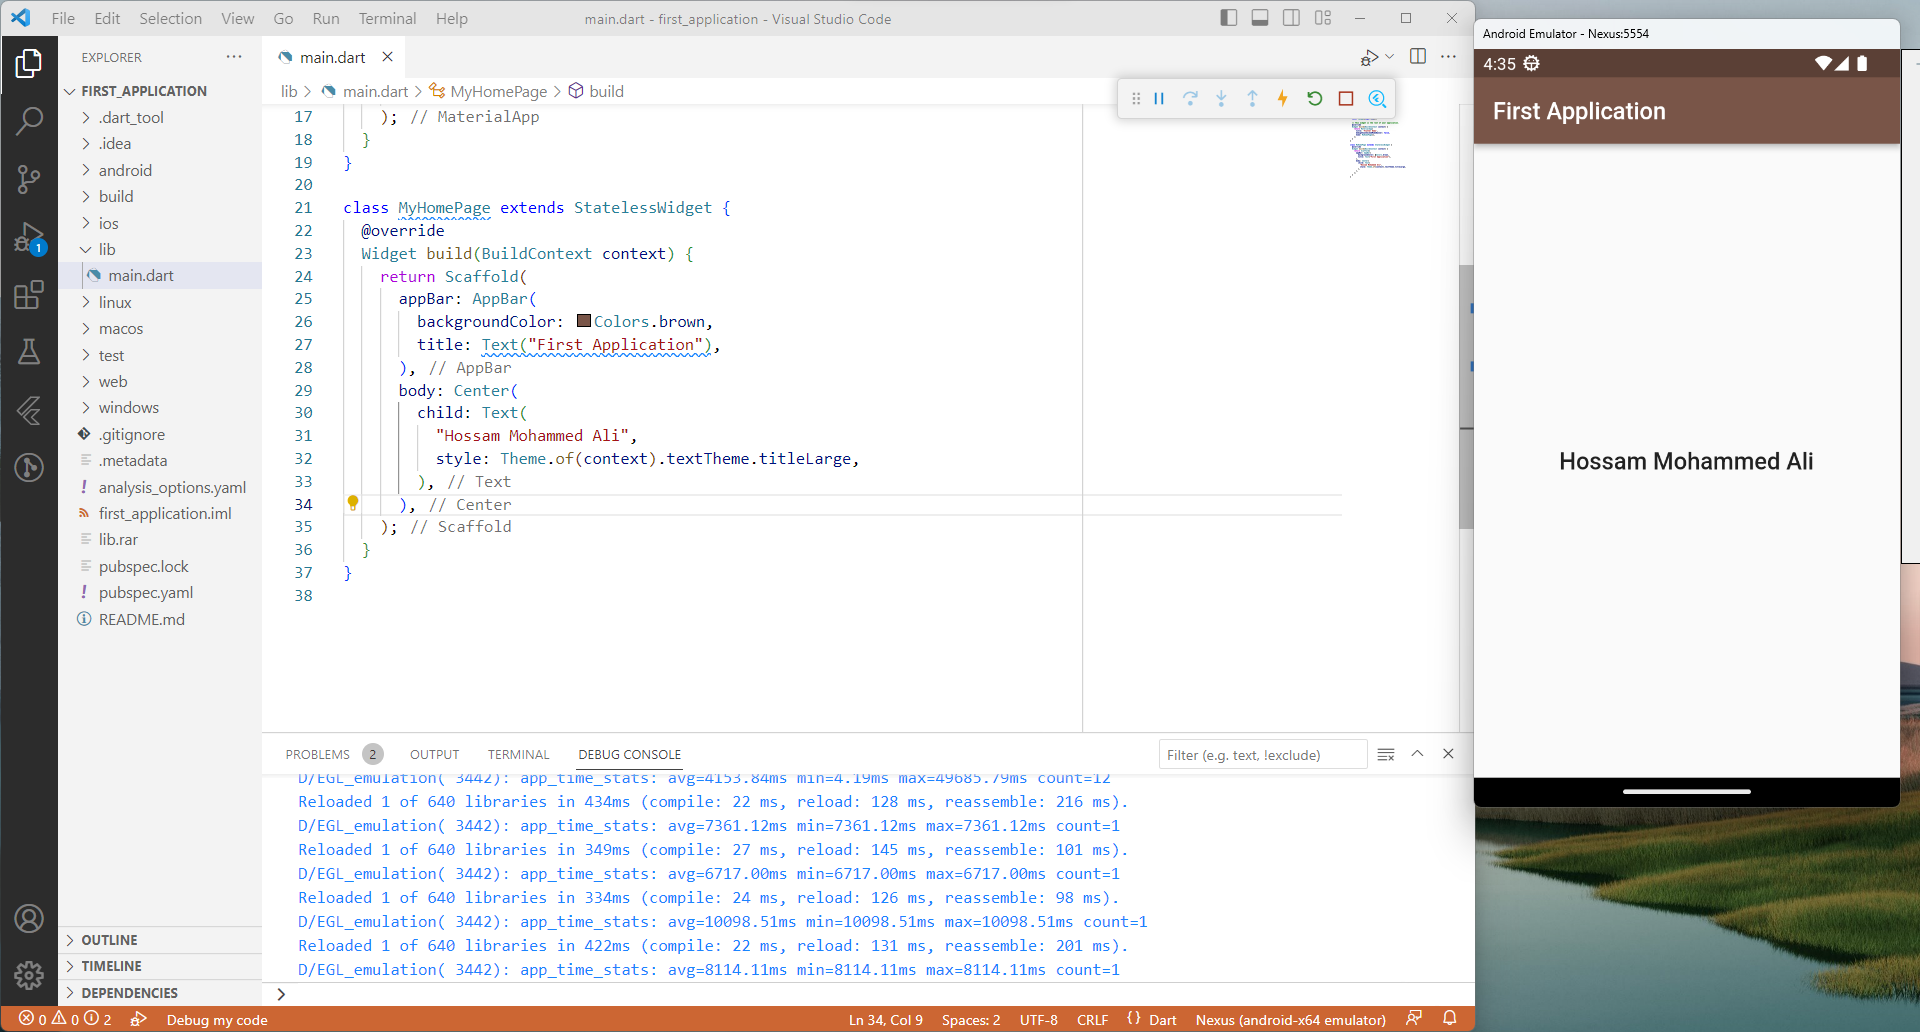 File Edit Selection View Go Run Terminal Help
main.dart - first_application - Visual Studio Code
EXPLORER
FIRST_APPLICATION
.dart_tool
.idea
android
build
ios
lib
main.dart
linux
macos
test
web
windows
.gitignore
.metadata
analysis_options.yaml
first_application.iml
lib.rar
pubspec.lock
pubspec.yaml
README.md
OUTLINE
TIMELINE
DEPENDENCIES
1
main.dart
lib > main.dart > MyHomePage > build
17 ); // MaterialApp
18 }
19 }
20
21 class MyHomePage extends StatelessWidget {
22 @override
23 Widget build(BuildContext context) {
24 return Scaffold(
25 appBar: AppBar(
26 backgroundColor: Colors.brown,
27 title: Text("First Application"),
28 ), // AppBar
29 body: Center(
30 child: Text(
31 "Hossam Mohammed Ali",
32 style: Theme.of(context).textTheme.titleLarge,
33 ), // Text
34 ), // Center
35 ); // Scaffold
36 }
37 }
38
PROBLEMS 2 OUTPUT TERMINAL DEBUG CONSOLE
Filter (e.g. text, !exclude)
D/EGL_emulation( 3442): app_time_stats: avg=4153.84ms min=4.19ms max=49685.79ms count=12
Reloaded 1 of 640 libraries in 434ms (compile: 22 ms, reload: 128 ms, reassemble: 216 ms).
D/EGL_emulation( 3442): app_time_stats: avg=7361.12ms min=7361.12ms max=7361.12ms count=1
Reloaded 1 of 640 libraries in 349ms (compile: 27 ms, reload: 145 ms, reassemble: 101 ms).
D/EGL_emulation( 3442): app_time_stats: avg=6717.00ms min=6717.00ms max=6717.00ms count=1
Reloaded 1 of 640 libraries in 334ms (compile: 24 ms, reload: 126 ms, reassemble: 98 ms).
D/EGL_emulation( 3442): app_time_stats: avg=10098.51ms min=10098.51ms max=10098.51ms count=1
Reloaded 1 of 640 libraries in 422ms (compile: 22 ms, reload: 131 ms, reassemble: 201 ms).
D/EGL_emulation( 3442): app_time_stats: avg=8114.11ms min=8114.11ms max=8114.11ms count=1
>
0 0 2 Debug my code
Ln 34, Col 9 Spaces: 2 UTF-8 CRLF {} Dart Nexus (android-x64 emulator)
Android Emulator - Nexus:5554
4:35
First Application
Hossam Mohammed Ali